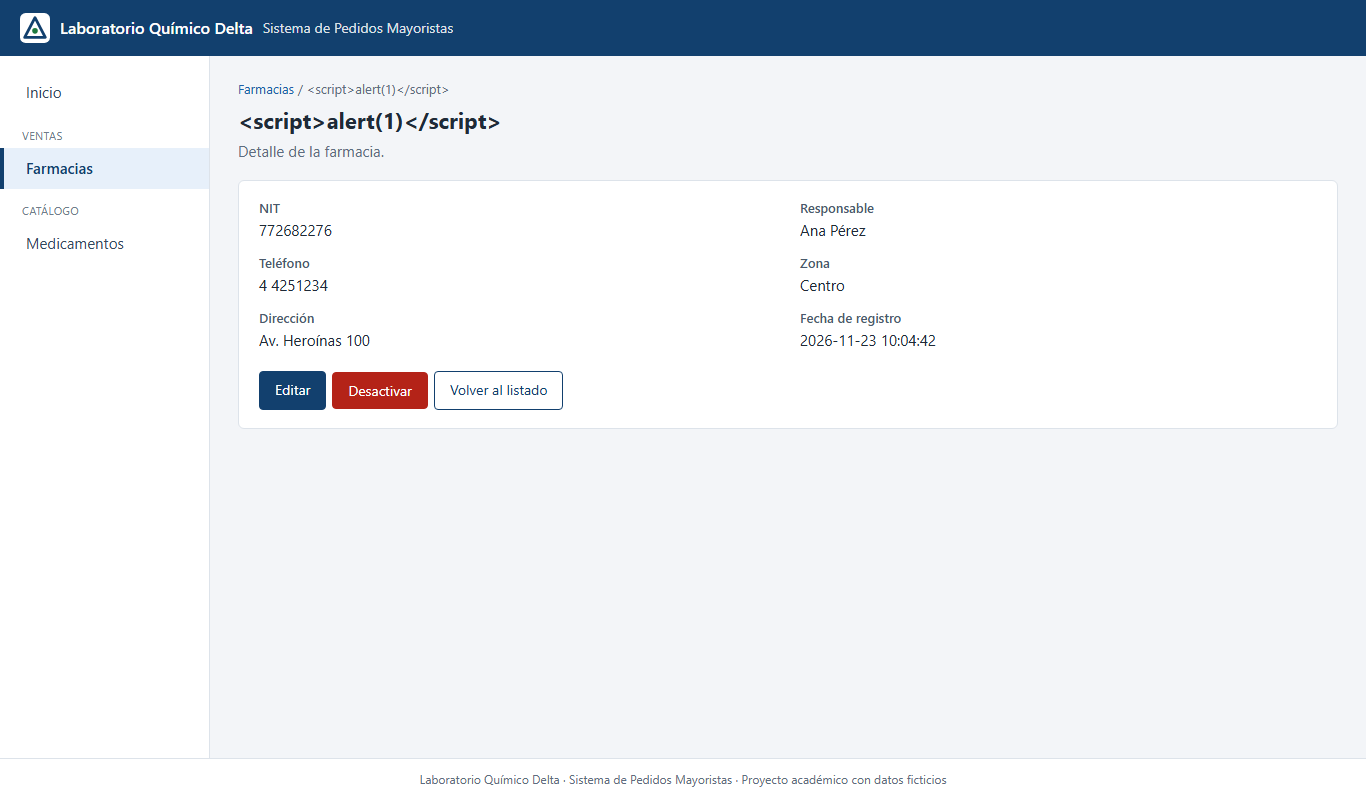 Laboratorio Químico Delta Sistema de Pedidos Mayoristas
Inicio
VENTAS
Farmacias
CATÁLOGO
Medicamentos
Farmacias / <script>alert(1)</script>
<script>alert(1)</script>
Detalle de la farmacia.
NIT
772682276
Responsable
Ana Pérez
Teléfono
4 4251234
Zona
Centro
Dirección
Av. Heroínas 100
Fecha de registro
2026-11-23 10:04:42
Editar Desactivar Volver al listado
Laboratorio Químico Delta · Sistema de Pedidos Mayoristas · Proyecto académico con datos ficticios